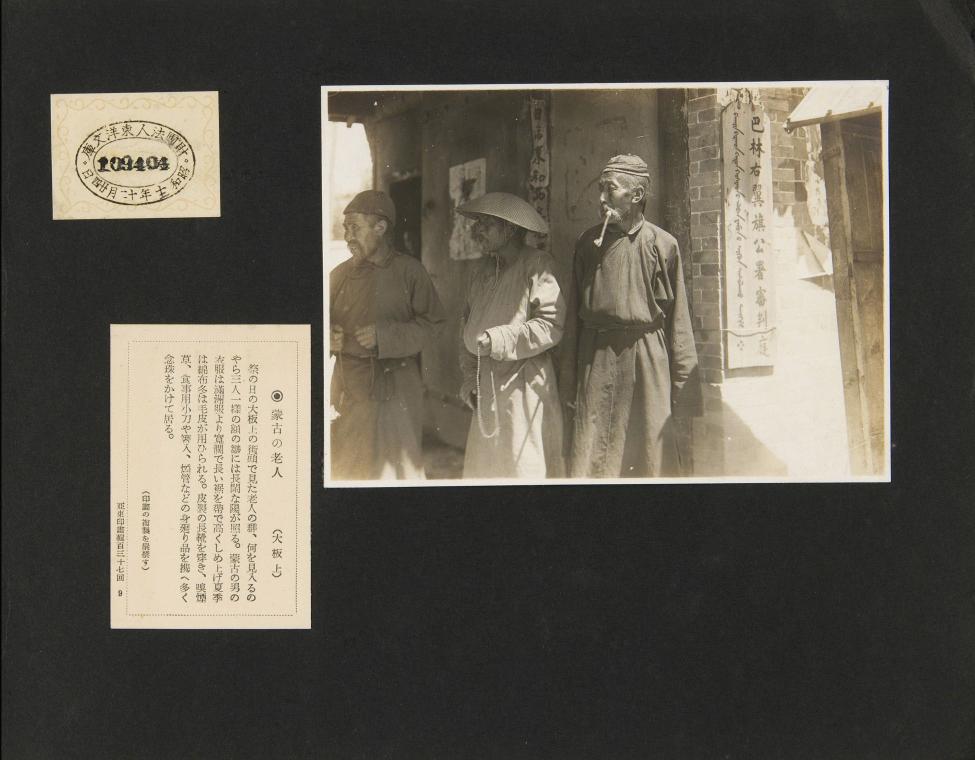 財團法人東洋文庫
109404
昭和十二年十月廿四日
◉ 蒙古の老人 （大板上）
祭の日の大板上の街頭で見た老人の群、何を見入るの
やら三人一樣の額の皺には長閑な陽が照る。蒙古の男の
衣服は滿洲服より寬濶で長い裾を帶で高くしめ上げ夏季
は綿布冬は毛皮が用ひられる。皮製の長靴を穿き、嗅煙
草、食事用小刀や箸入、煙管などの身廻り品を携へ多く
念珠をかけて居る。
（印畫の複製を嚴禁す）
亞東印畫輯百三十七回 9
巴林右翼旗公署審判庭